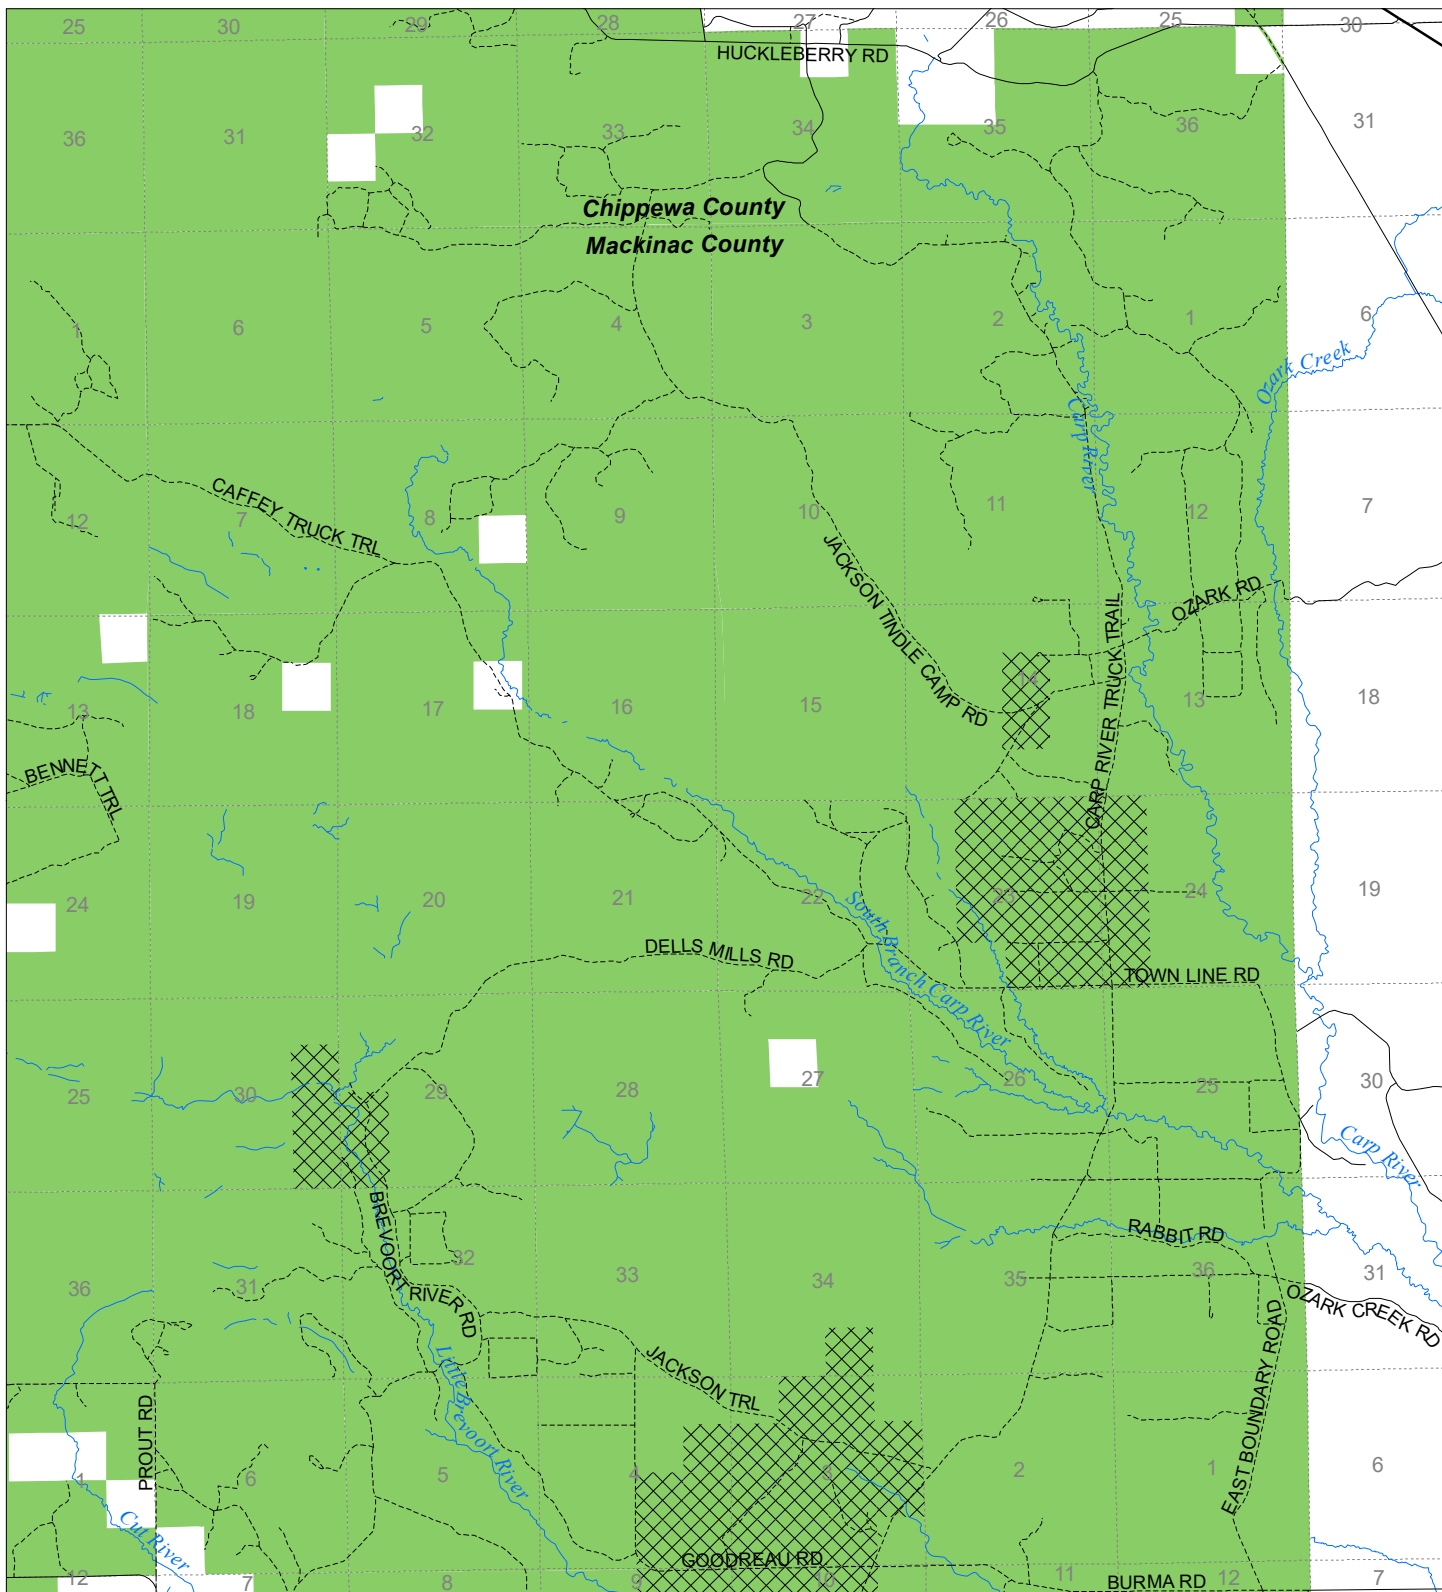 25 30 29 28 27 26 25 30
HUCKLEBERRY RD
36 31 32 33 34 35 36 31
Chippewa County
Mackinac County
1 6 5 4 3 2 1 6
Ozark Creek
Carp River
CAFFEY TRUCK TRL
12 7 8 9 10 11 12 7
JACKSON TINDLE CAMP RD
OZARK RD
CARP RIVER TRUCK TRAIL
13 18 17 16 15 14 13 18
BENNETT TRL
24 19 20 21 22 23 24 19
South Branch Carp River
DELLS MILLS RD
TOWN LINE RD
25 30 29 28 27 26 25 30
Carp River
BREVOORT RIVER RD
RABBIT RD
36 31 32 33 34 35 36 31
OZARK CREEK RD
EAST BOUNDARY ROAD
Little Brevoort River
JACKSON TRL
PROUT RD
1 6 5 4 3 2 1 6
Cut River
GOODREAU RD
12 7 8 9 10 11 12 7
BURMA RD